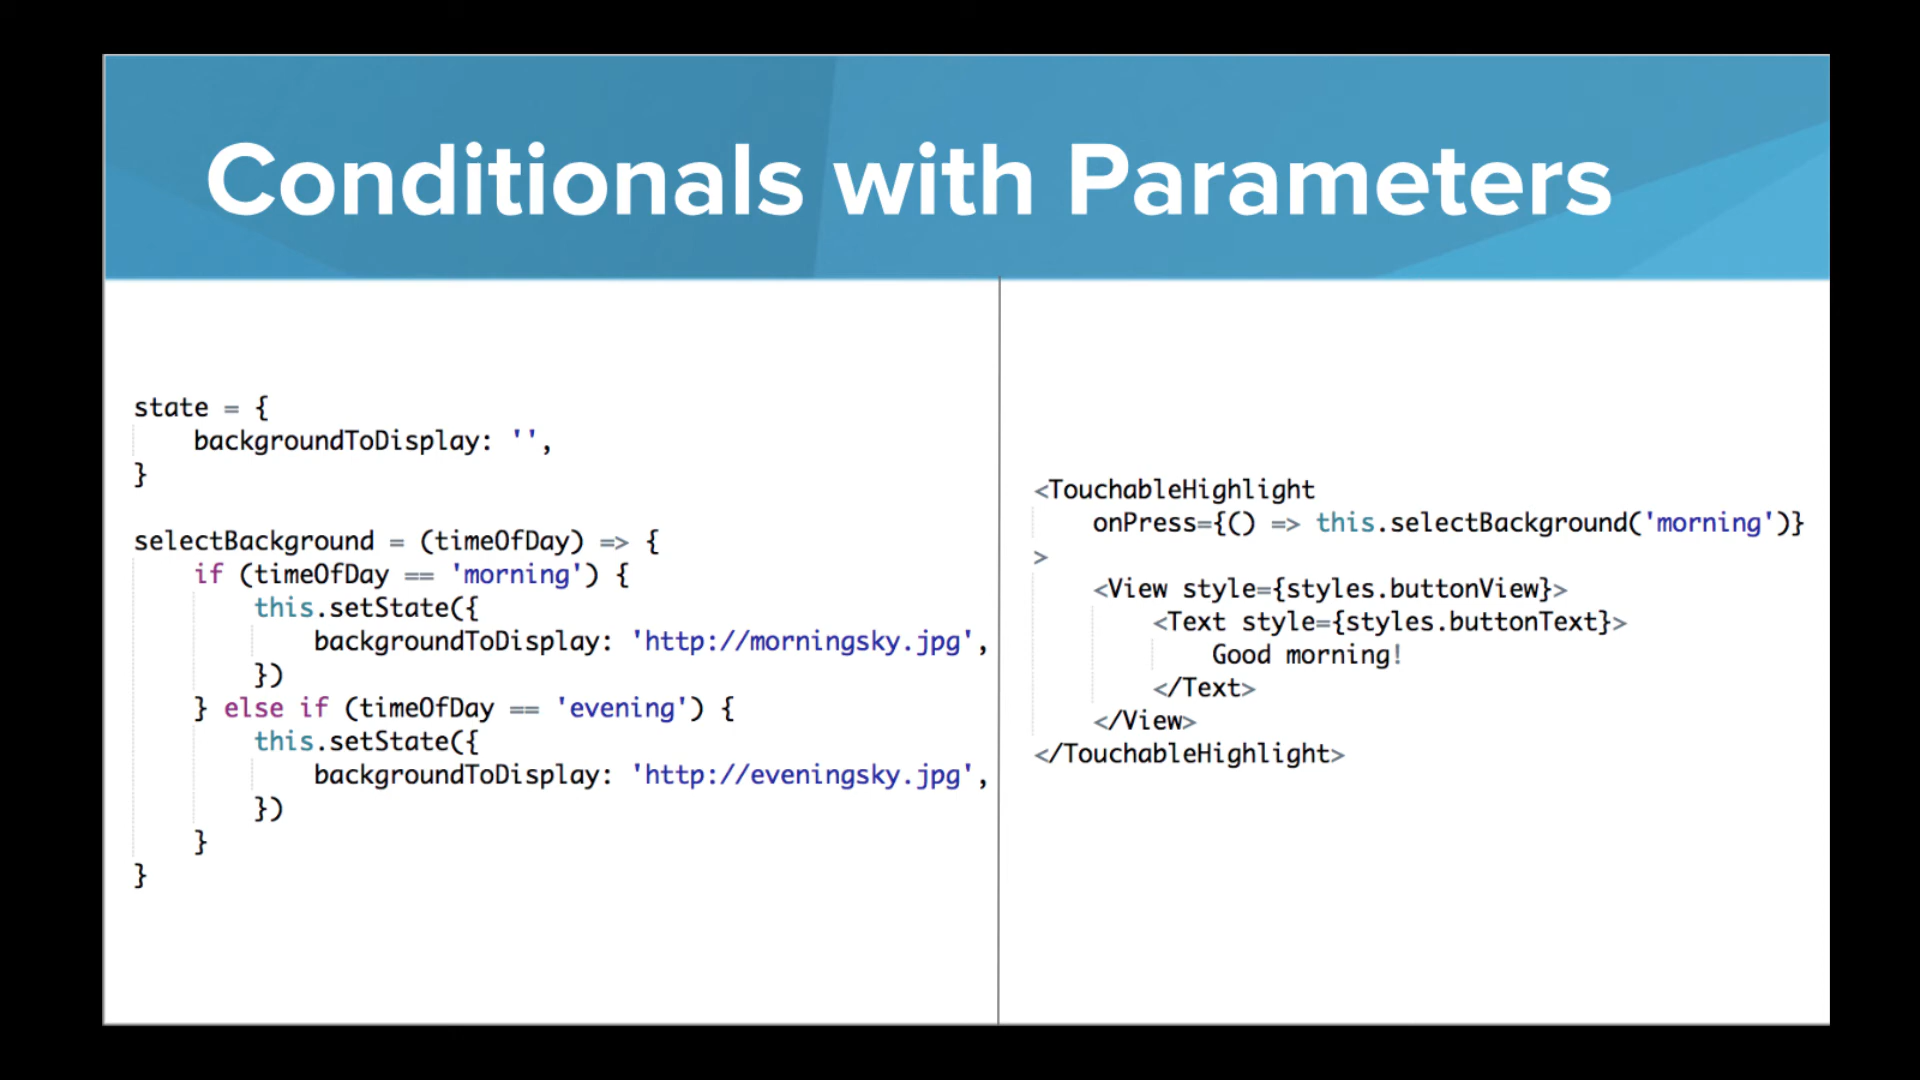 Conditionals with Parameters
state = {
    backgroundToDisplay: '',
}
selectBackground = (timeOfDay) => {
    if (timeOfDay == 'morning') {
        this.setState({
            backgroundToDisplay: 'http://morningsky.jpg',
        })
    } else if (timeOfDay == 'evening') {
        this.setState({
            backgroundToDisplay: 'http://eveningsky.jpg',
        })
    }
}
<TouchableHighlight
    onPress={() => this.selectBackground('morning')}
>
    <View style={styles.buttonView}>
        <Text style={styles.buttonText}>
            Good morning!
        </Text>
    </View>
</TouchableHighlight>